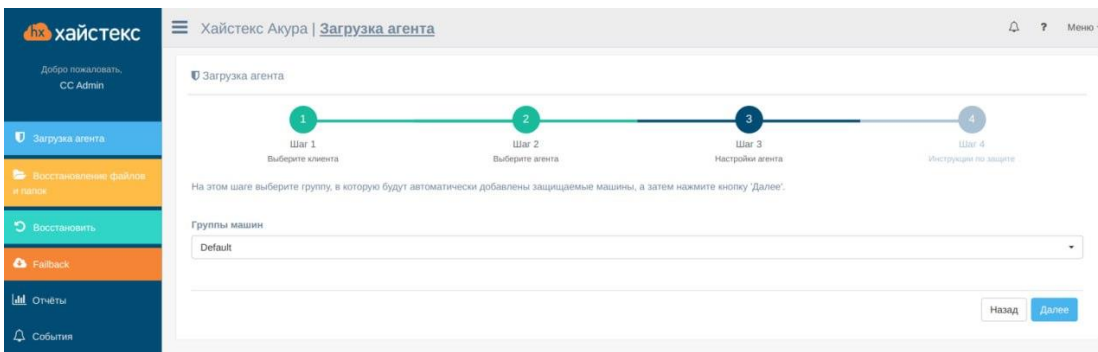 hx хайстекс
Хайстекс Акура | Загрузка агента
? Меню
Добро пожаловать,
CC Admin
Загрузка агента
Восстановление файлов
и папок
Восстановить
Failback
Отчёты
События
Загрузка агента
1
2
3
4
Шаг 1
Шаг 2
Шаг 3
Шаг 4
Выберите клиента
Выберите агента
Настройки агента
Инструкции по защите
На этом шаге выберите группу, в которую будут автоматически добавлены защищаемые машины, а затем нажмите кнопку 'Далее'.
Группы машин
Default
Назад
Далее